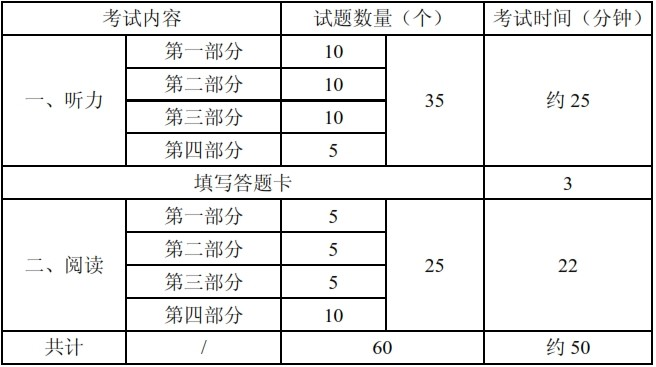 考试内容 试题数量（个） 考试时间（分钟）
一、听力 第一部分 10 35 约 25
第二部分 10
第三部分 10
第四部分 5
填写答题卡 3
二、阅读 第一部分 5 25 22
第二部分 5
第三部分 5
第四部分 10
共计 / 60 约 50